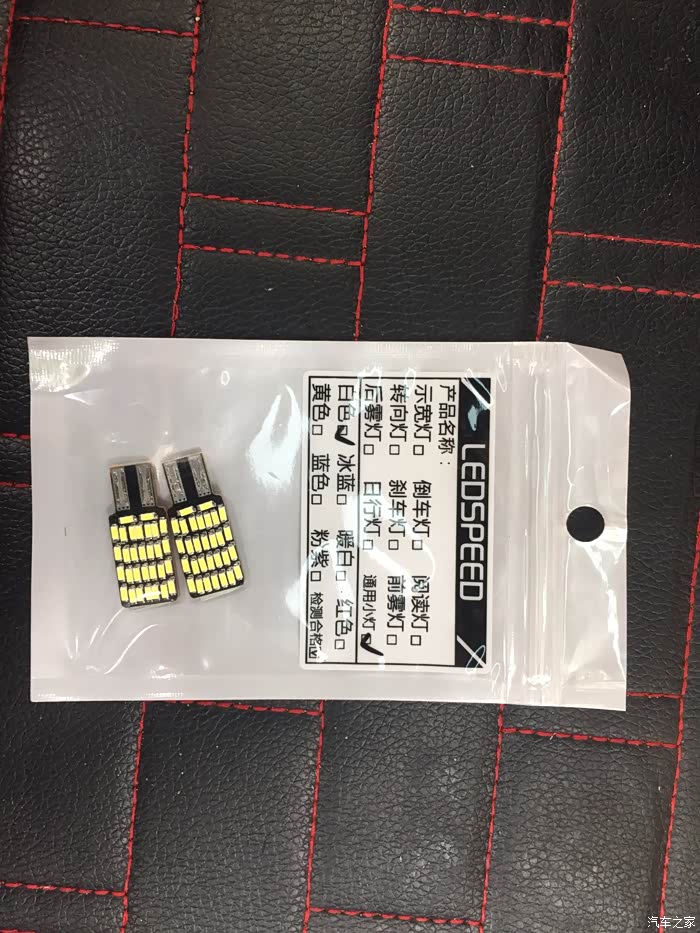 LEDSPEED
产品名称：
示宽灯□ 倒车灯□ 阅读灯□
转向灯□ 刹车灯□ 前雾灯□
后雾灯□ 日行灯□ 通用小灯☑
白色☑ 冰蓝□ 暖白□ 红色□
黄色□ 蓝色□ 粉紫□ 检测合格☑
汽车之家